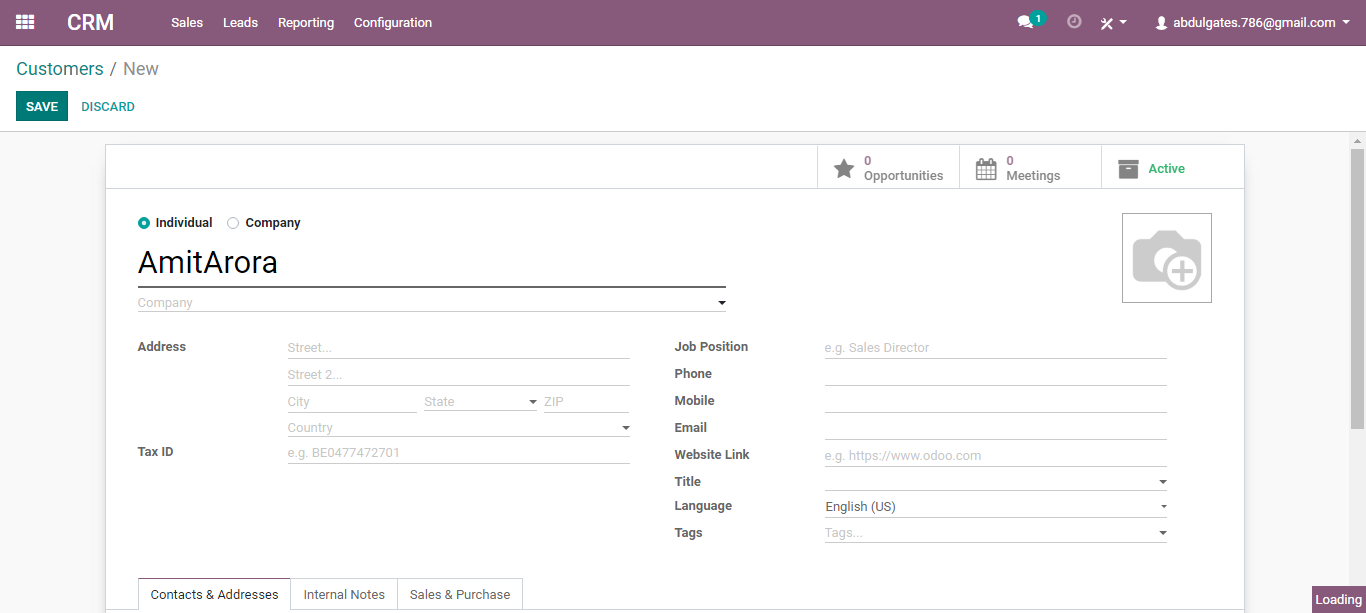 CRM Sales Leads Reporting Configuration 1 abdulgates.786@gmail.com
Customers / New
SAVE DISCARD
0 Opportunities 0 Meetings Active
Individual Company
AmitArora
Company
Address Street...
Street 2...
City State ZIP
Country
Tax ID e.g. BE0477472701
Job Position e.g. Sales Director
Phone
Mobile
Email
Website Link e.g. https://www.odoo.com
Title
Language English (US)
Tags Tags...
Contacts & Addresses Internal Notes Sales & Purchase
Loading